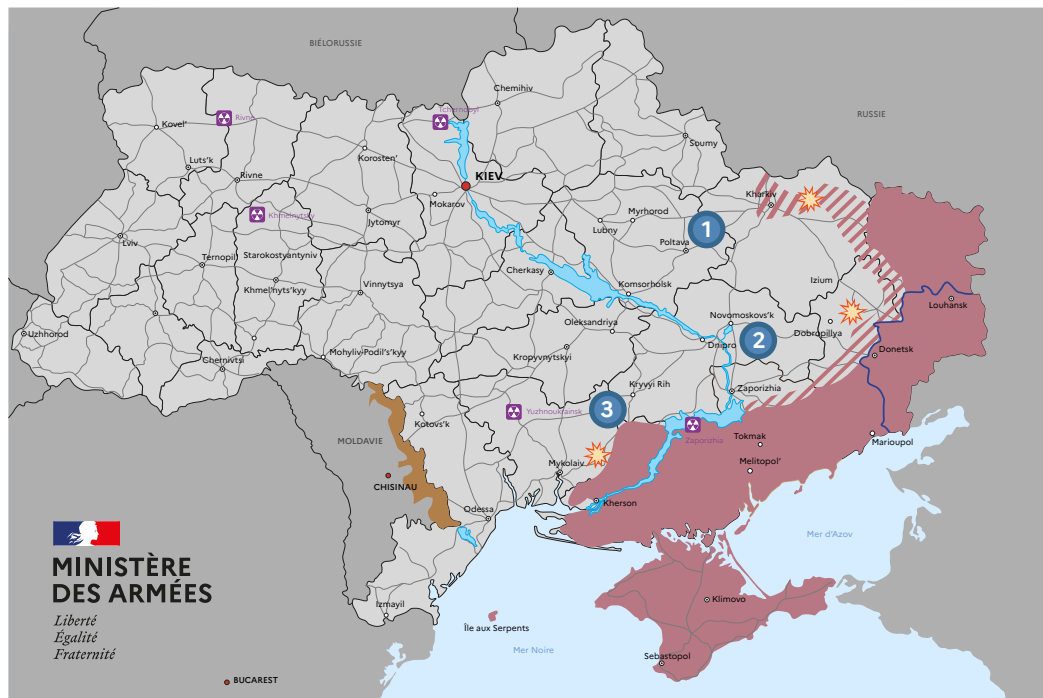 BIÉLORUSSIE
Chemihiv
Tchernobyl
RUSSIE
Kovel'
Rivne
Soumy
Korosten'
Luts'k
Rivne
KIEV
Kharkiv
Mokarov
Khmelnytsky
Jytomyr
Myrhorod
Lubny
1
Poltava
Lviv
Ternopil
Starokostyantyniv
Cherkasy
Izium
Khmel'nyts'kyy
Vinnytsya
Komsorholsk
Louhansk
Novomoskovs'k
Oleksandriya
Dobropillya
Uzhhorod
2
Dnipro
Donetsk
Chernivtsi
Mohyliv-Podil's'kyy
Kropyvnytskyi
Kryvyi Rih
Zaporizhia
3
Yuzhnoukrainsk
Kotovs'k
MOLDAVIE
Zaporizhia
Tokmak
Marioupol
Mykolaiv
Melitopol'
CHISINAU
Kherson
Odessa
Mer d'Azov
MINISTÈRE
DES ARMÉES
Liberté
Égalité
Fraternité
Izmayil
Klimovo
Île aux Serpents
Mer Noire
Sebastopol
BUCAREST